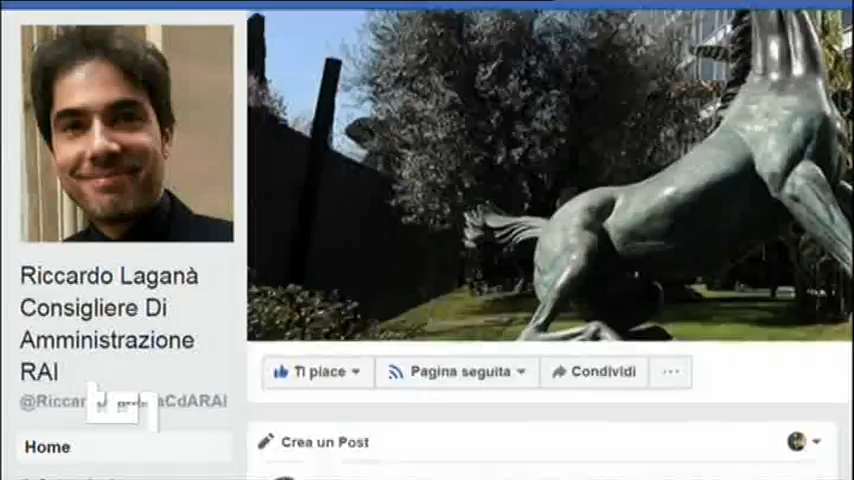 Riccardo Laganà
Consigliere Di
Amministrazione
RAI
Ti piace
Pagina seguita
Condividi
Home
Crea un Post